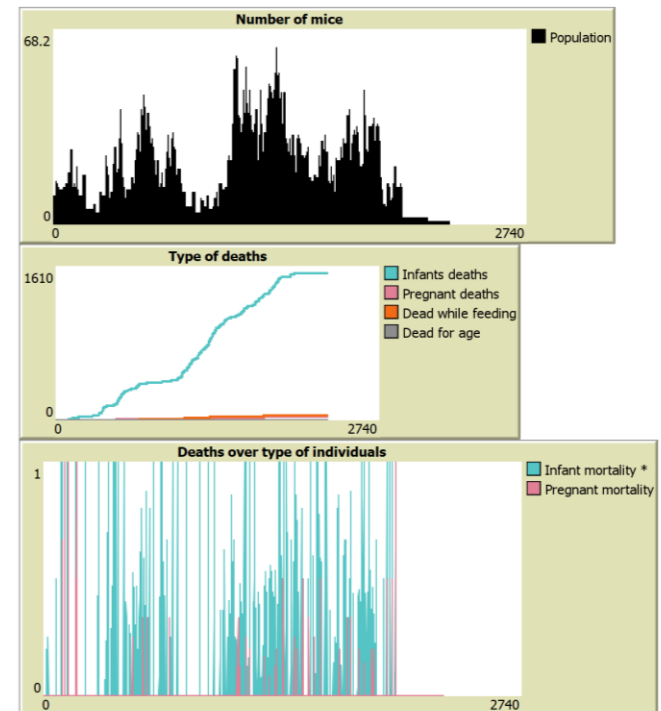 Number of mice
68.2
Population
0
0
2740
Type of deaths
1610
Infants deaths
Pregnant deaths
Dead while feeding
Dead for age
0
0
2740
Deaths over type of individuals
1
Infant mortality *
Pregnant mortality
0
0
2740